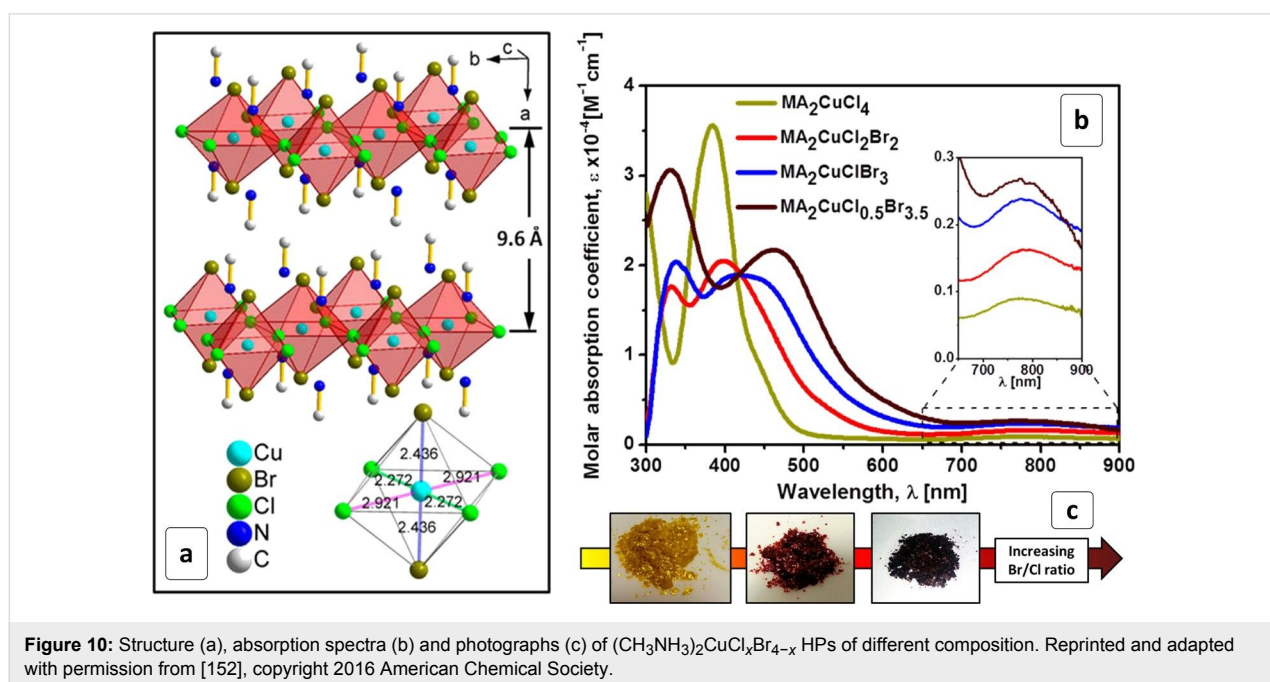 b
c
a
9.6 Å
2.436
2.921
2.272
2.921
2.272
2.436
Cu
Br
Cl
N
C
a
Molar absorption coefficient, ε x10⁻⁴[M⁻¹cm⁻¹]
4
3
2
1
0
MA₂CuCl₄
MA₂CuCl₂Br₂
MA₂CuClBr₃
MA₂CuCl₀.₅Br₃.₅
b
0.3
0.2
0.1
0.0
700 800 900
λ [nm]
300 400 500 600 700 800 900
Wavelength, λ [nm]
c
Increasing
Br/Cl ratio
Figure 10: Structure (a), absorption spectra (b) and photographs (c) of (CH₃NH₃)₂CuClₓBr₄₋ₓ HPs of different composition. Reprinted and adapted
with permission from [152], copyright 2016 American Chemical Society.